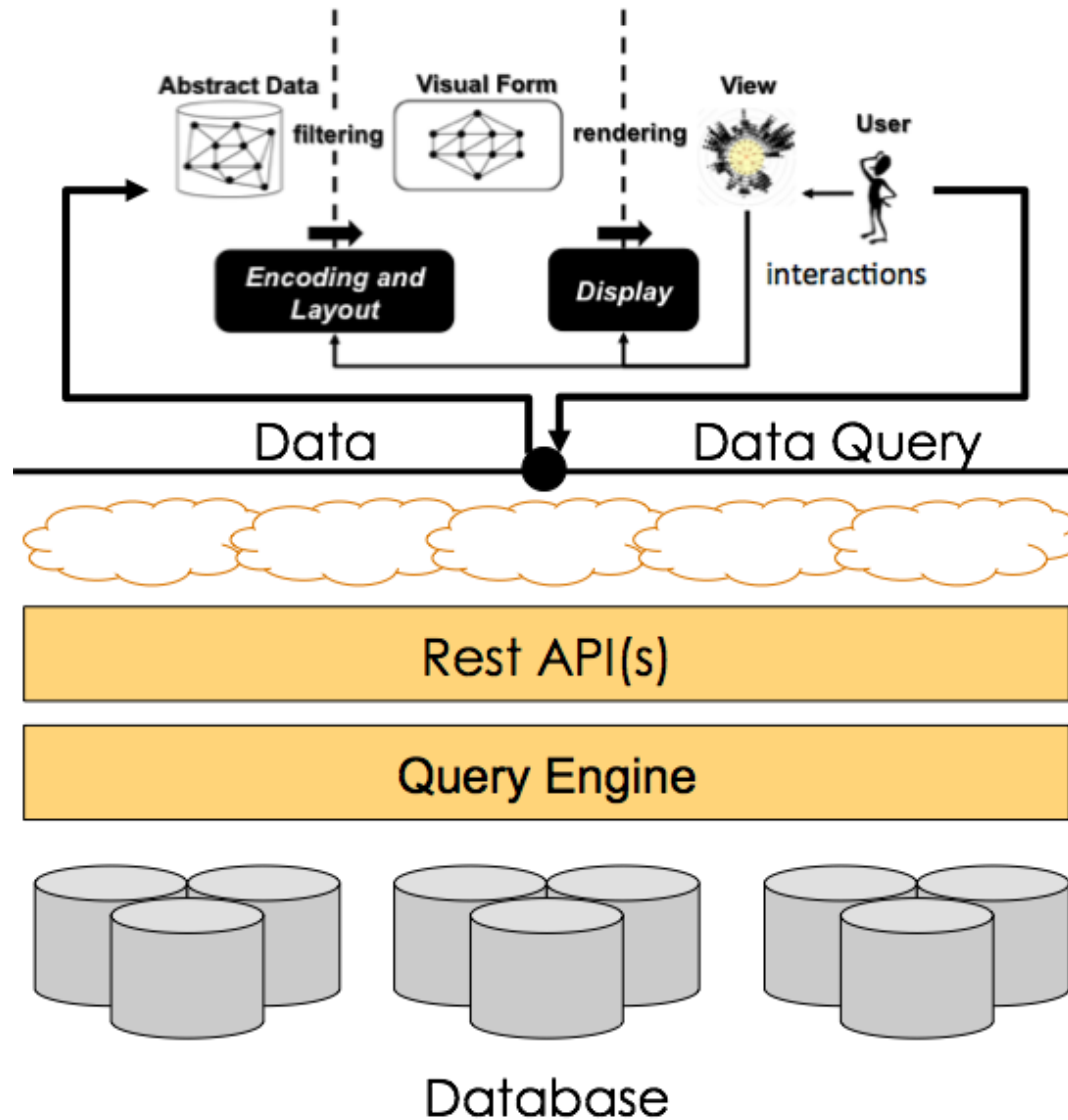 Abstract Data
Visual Form
View
User
filtering
rendering
Encoding and
Layout
Display
interactions
Data
Data Query
Rest API(s)
Query Engine
Database